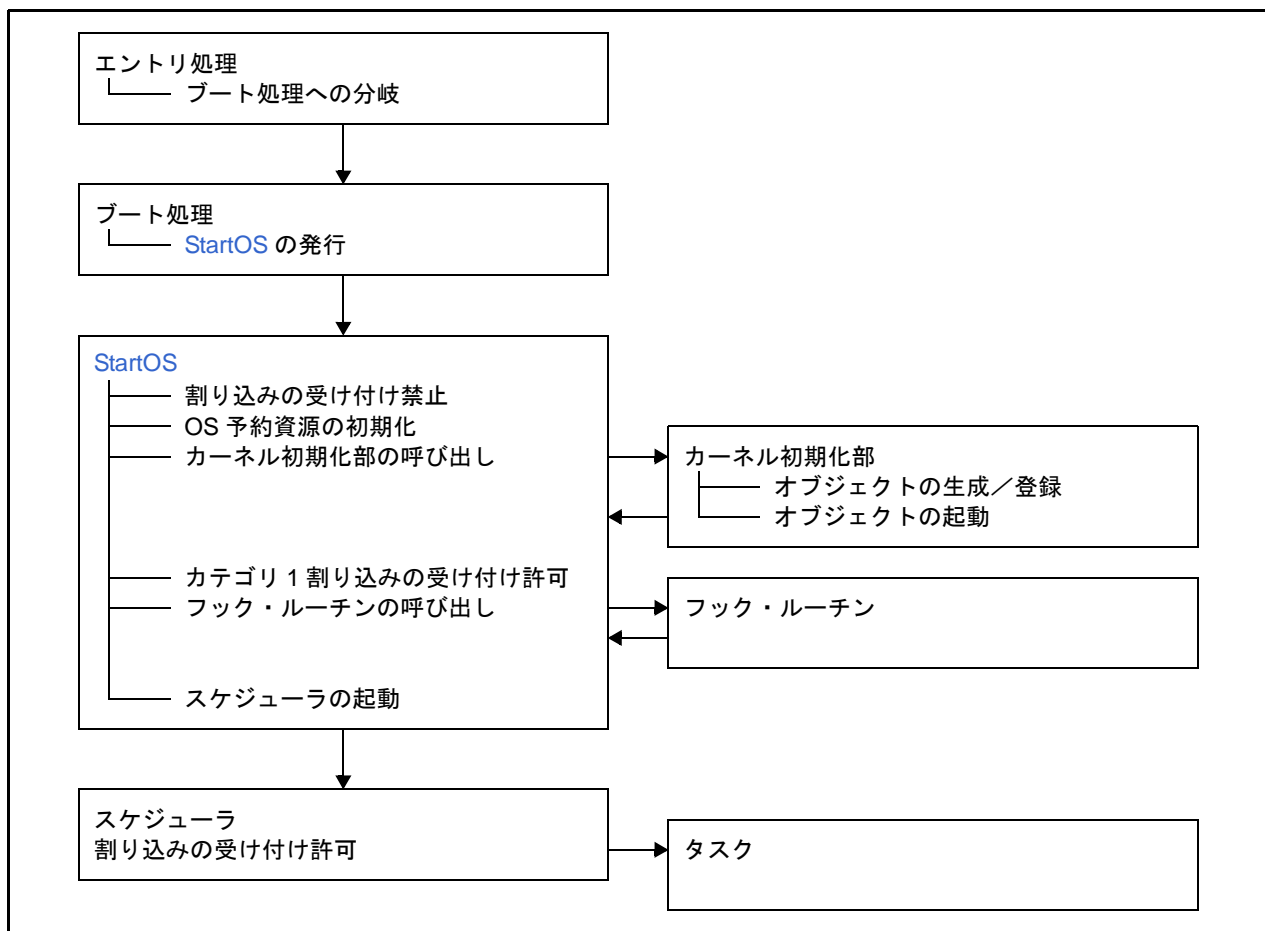 エントリ処理
ブート処理への分岐
ブート処理
StartOS の発行
StartOS
割り込みの受け付け禁止
OS 予約資源の初期化
カーネル初期化部の呼び出し
カーネル初期化部
オブジェクトの生成／登録
オブジェクトの起動
カテゴリ 1 割り込みの受け付け許可
フック・ルーチンの呼び出し
フック・ルーチン
スケジューラの起動
スケジューラ
割り込みの受け付け許可
タスク